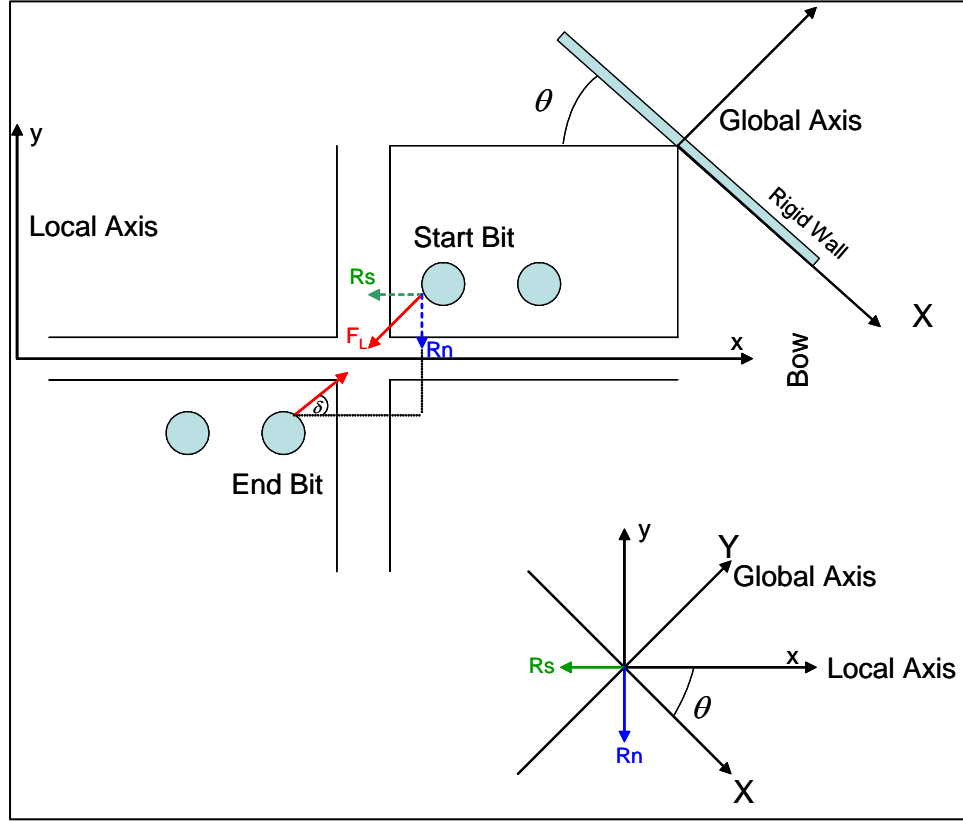 θ
Global Axis
y
Local Axis
Rigid Wall
Start Bit
Rs
X
F_L
Rn
x
Bow
δ
End Bit
y
Y
Global Axis
x
Rs
Local Axis
θ
Rn
X